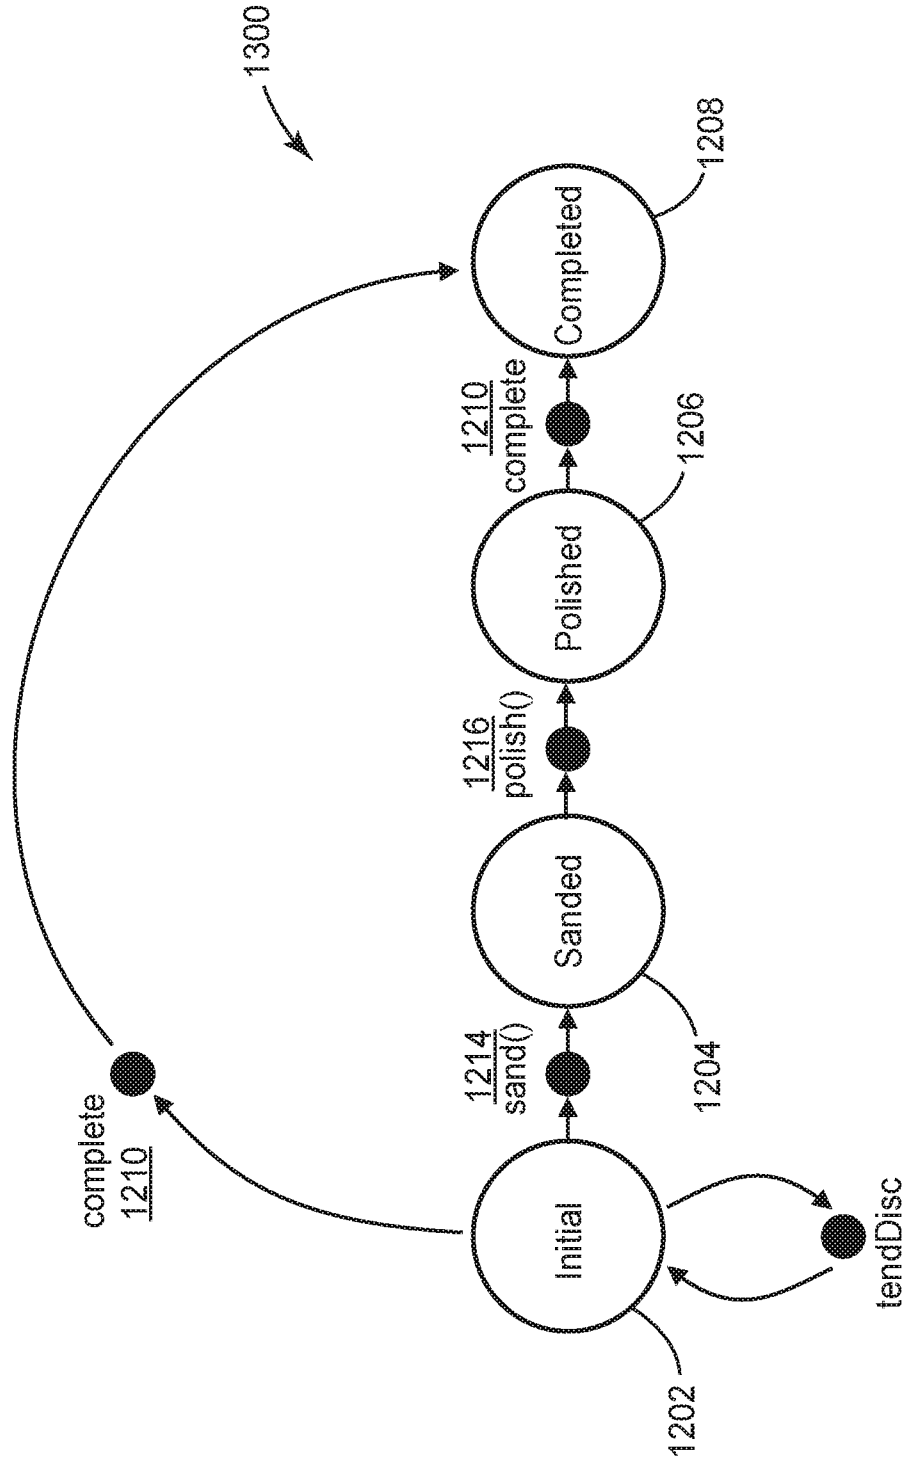 1300
complete
1210
1214
sand()
1216
polish()
1210
complete
Initial
Sanded
Polished
Completed
1202
1204
1206
1208
tendDisc